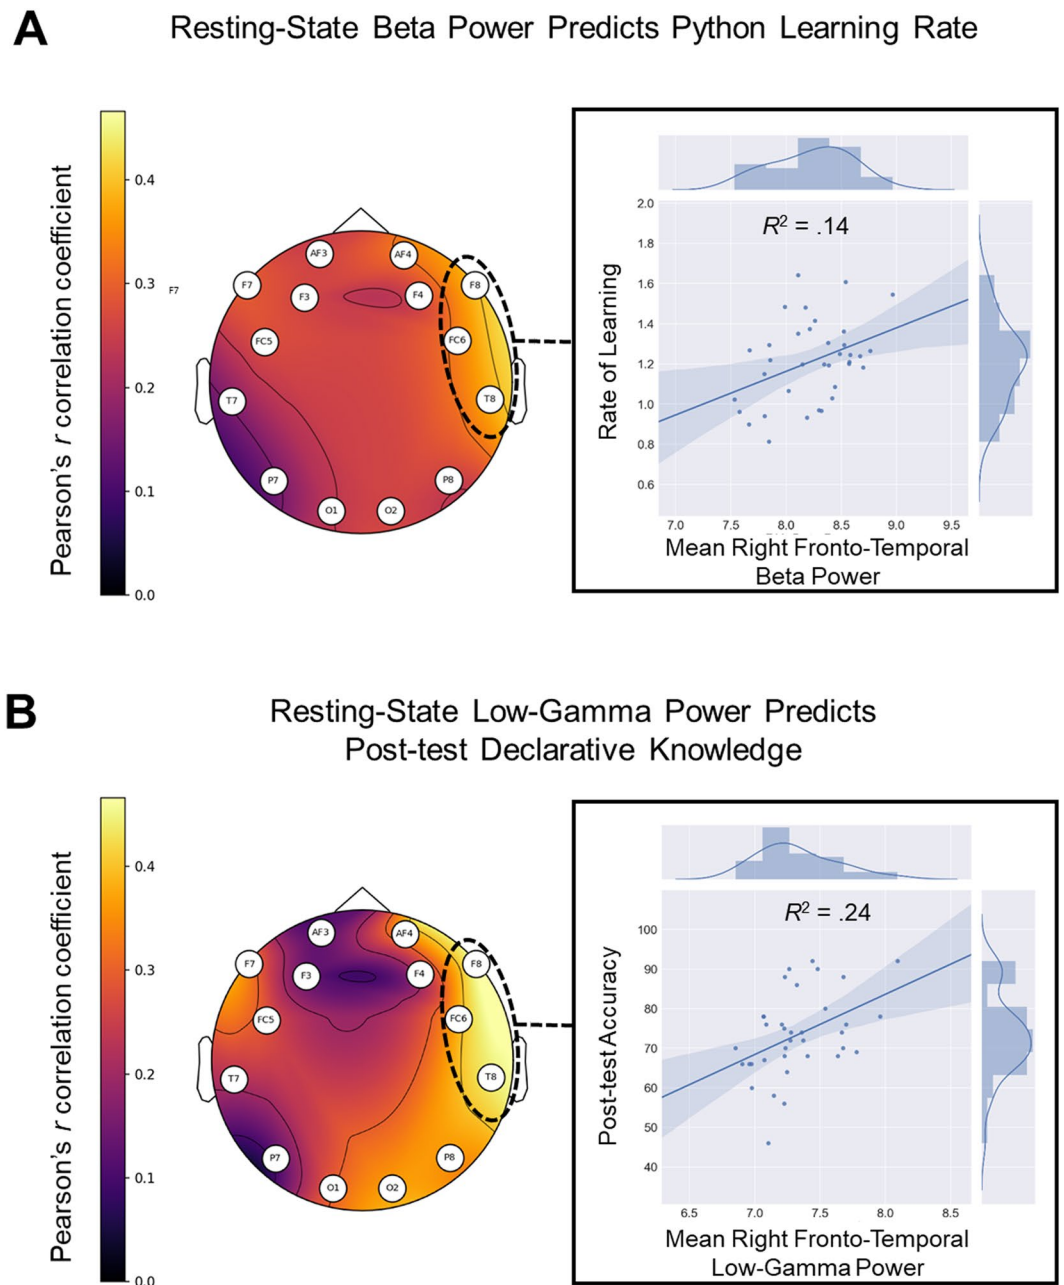 A
Resting-State Beta Power Predicts Python Learning Rate
Pearson's r correlation coefficient
0.4
0.3
0.2
0.1
0.0
F7
AF3
AF4
F7
F3
F4
F8
FC5
FC6
T7
T8
P7
P8
O1
O2
R² = .14
Rate of Learning
2.0
1.8
1.6
1.4
1.2
1.0
0.8
0.6
7.0 7.5 8.0 8.5 9.0 9.5
Mean Right Fronto-Temporal
Beta Power
B
Resting-State Low-Gamma Power Predicts
Post-test Declarative Knowledge
Pearson's r correlation coefficient
0.4
0.3
0.2
0.1
0.0
AF3
AF4
F7
F3
F4
F8
FC5
FC6
T7
T8
P7
P8
O1
O2
R² = .24
Post-test Accuracy
100
90
80
70
60
50
40
6.5 7.0 7.5 8.0 8.5
Mean Right Fronto-Temporal
Low-Gamma Power